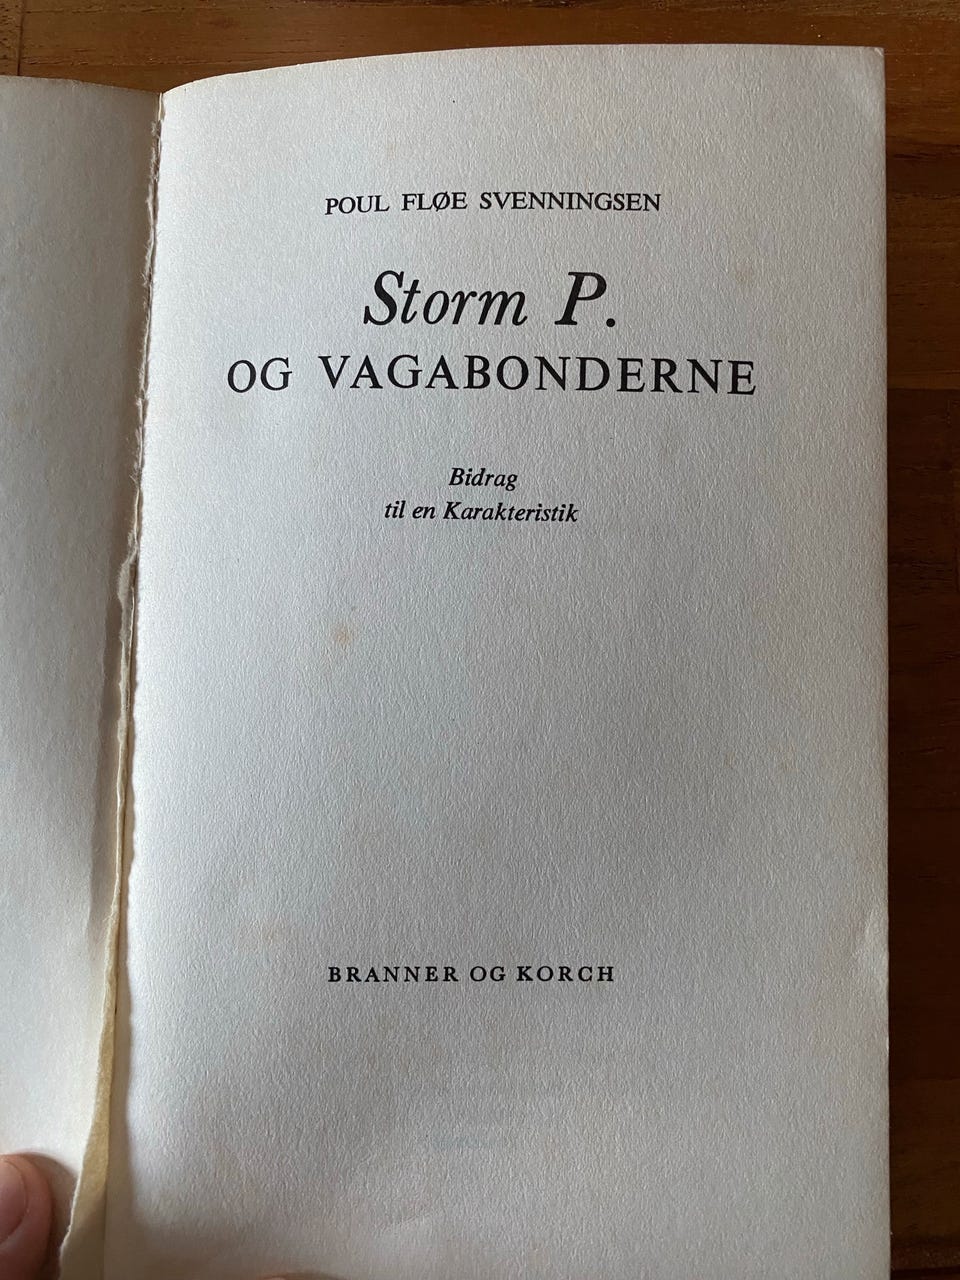 POUL FLØE SVENNINGSEN
Storm P.
OG VAGABONDERNE
Bidrag
til en Karakteristik
BRANNER OG KORCH